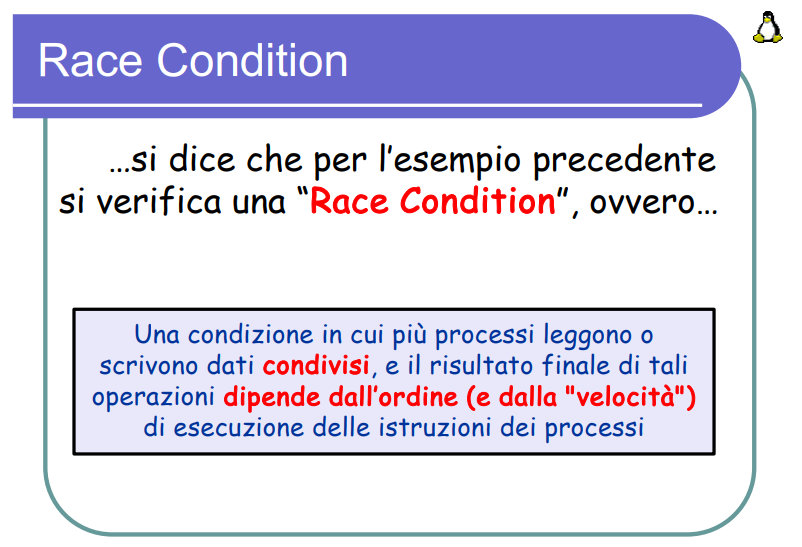 Race Condition
…si dice che per l’esempio precedente
si verifica una “Race Condition”, ovvero…
Una condizione in cui più processi leggono o
scrivono dati condivisi, e il risultato finale di tali
operazioni dipende dall’ordine (e dalla "velocità")
di esecuzione delle istruzioni dei processi